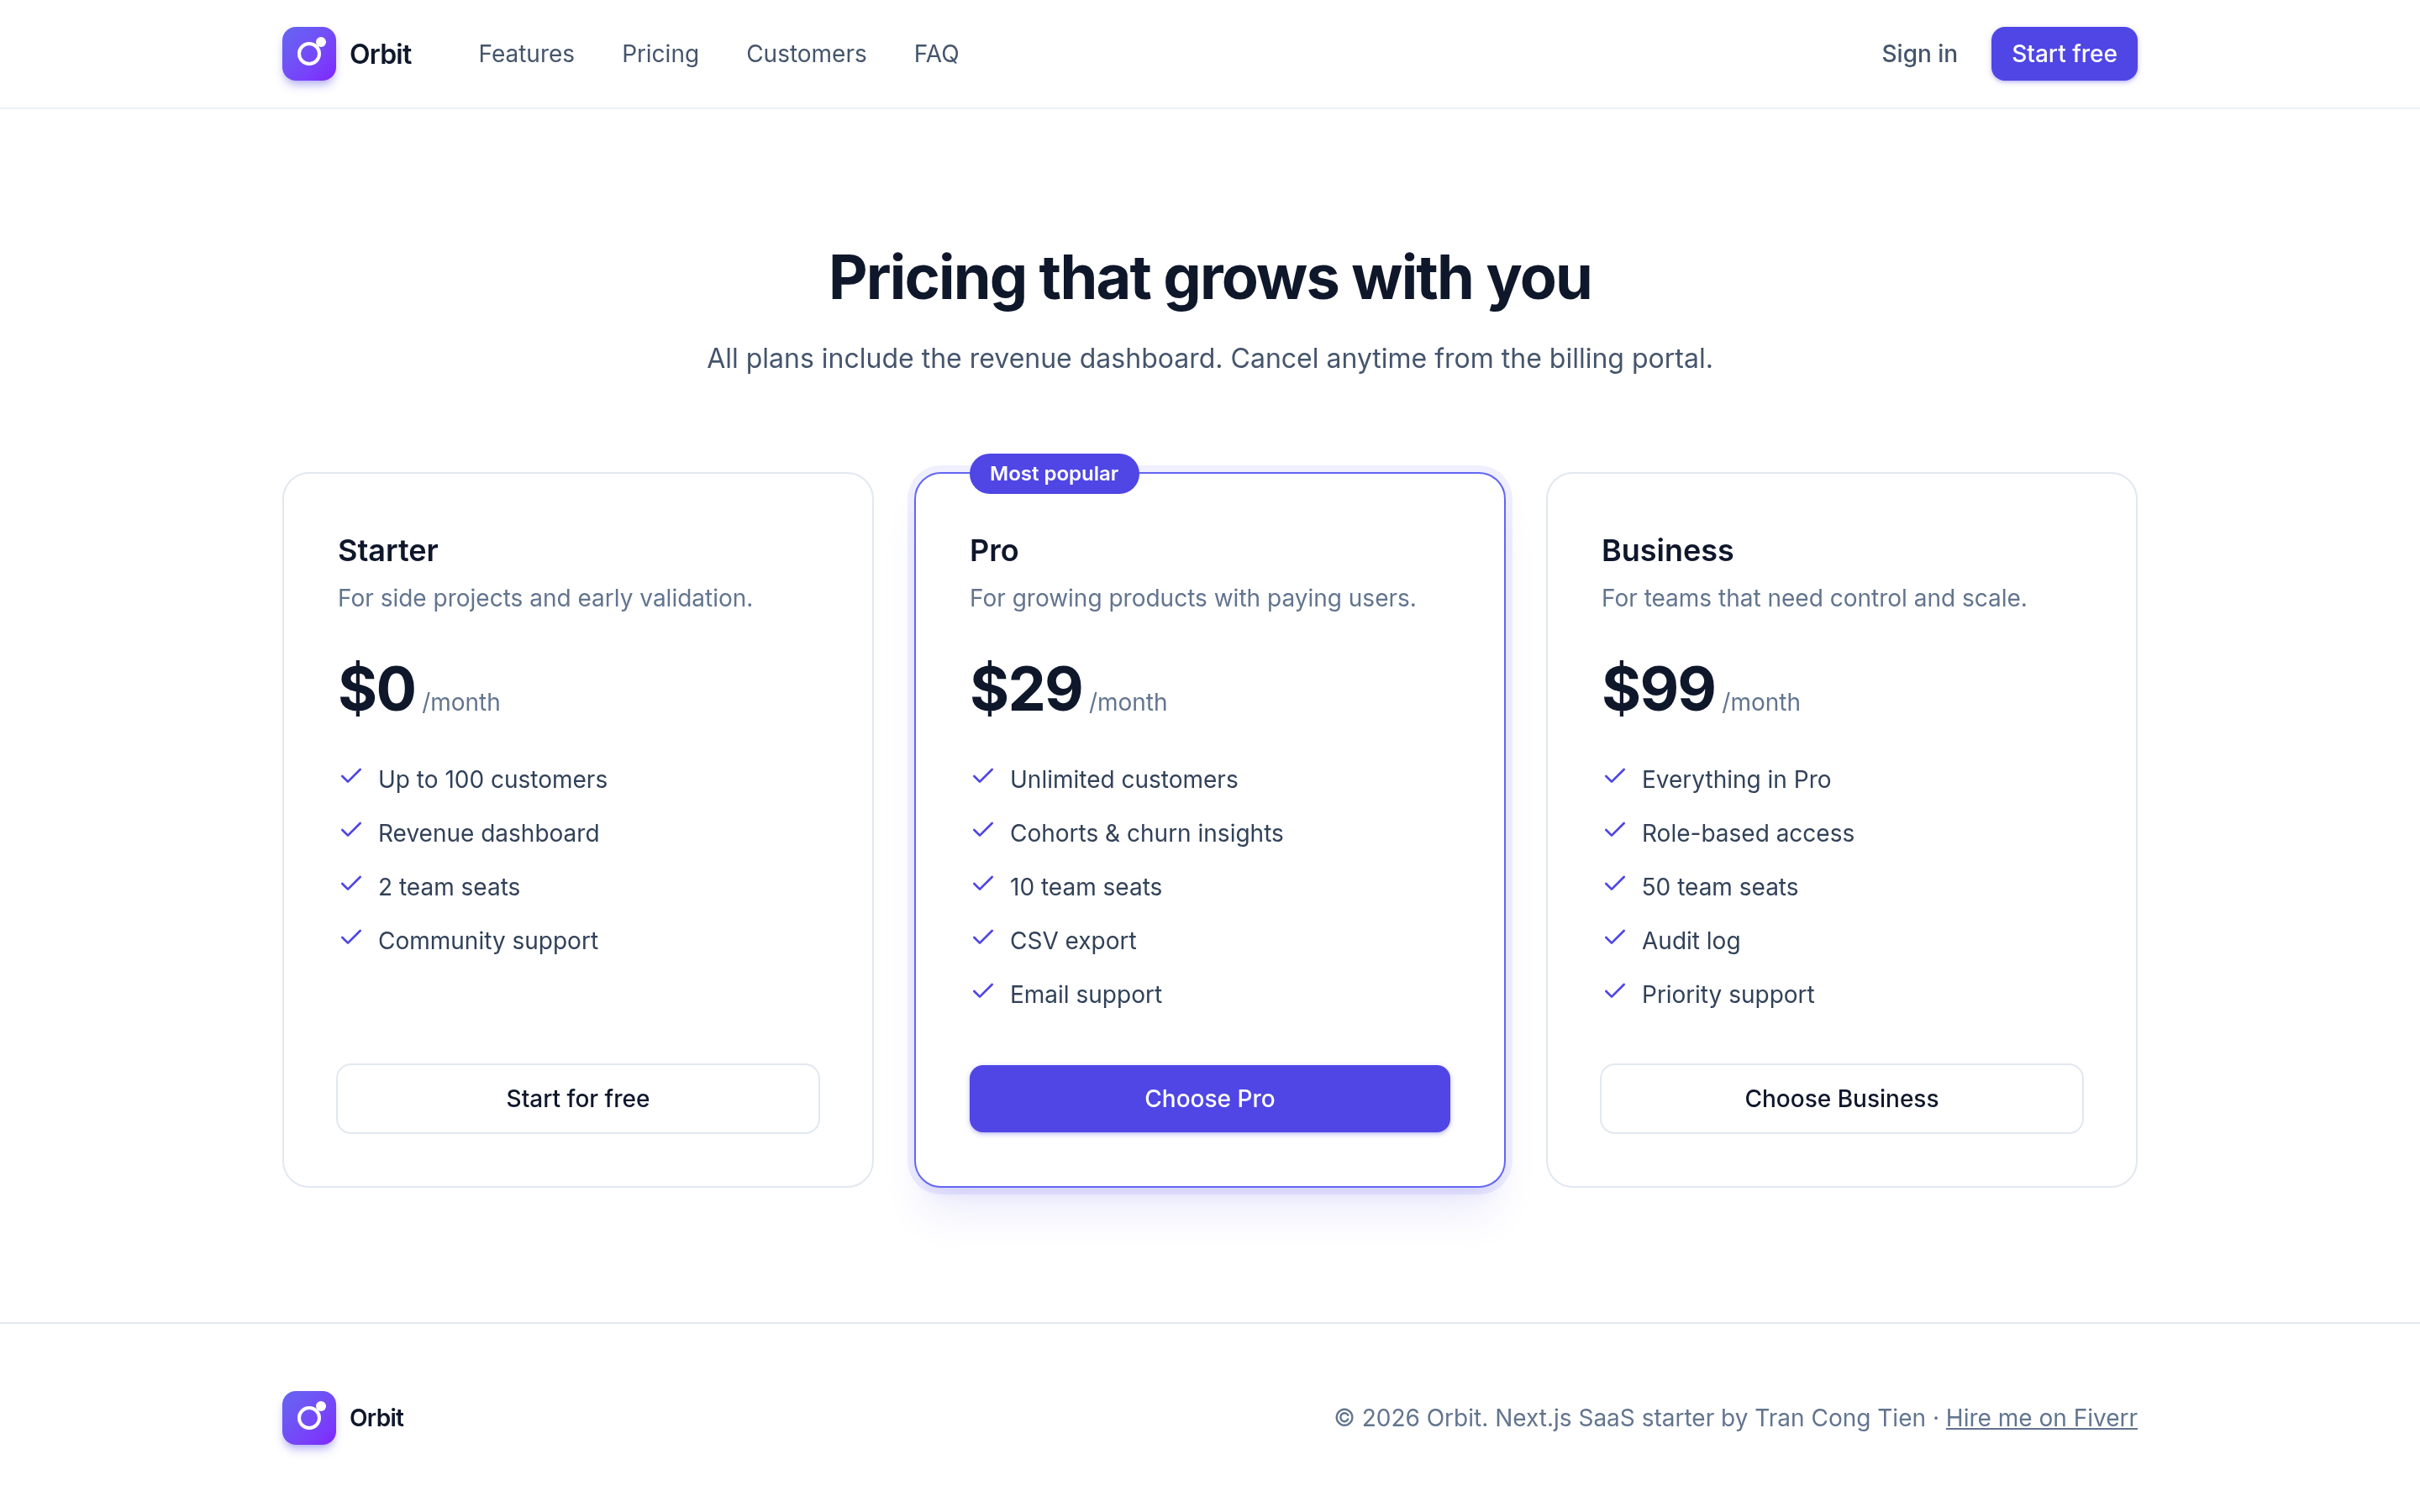 Orbit
Features
Pricing
Customers
FAQ
Sign in
Start free
Pricing that grows with you
All plans include the revenue dashboard. Cancel anytime from the billing portal.
Starter
For side projects and early validation.
$0 /month
Up to 100 customers
Revenue dashboard
2 team seats
Community support
Start for free
Most popular
Pro
For growing products with paying users.
$29 /month
Unlimited customers
Cohorts & churn insights
10 team seats
CSV export
Email support
Choose Pro
Business
For teams that need control and scale.
$99 /month
Everything in Pro
Role-based access
50 team seats
Audit log
Priority support
Choose Business
Orbit
© 2026 Orbit. Next.js SaaS starter by Tran Cong Tien · Hire me on Fiverr